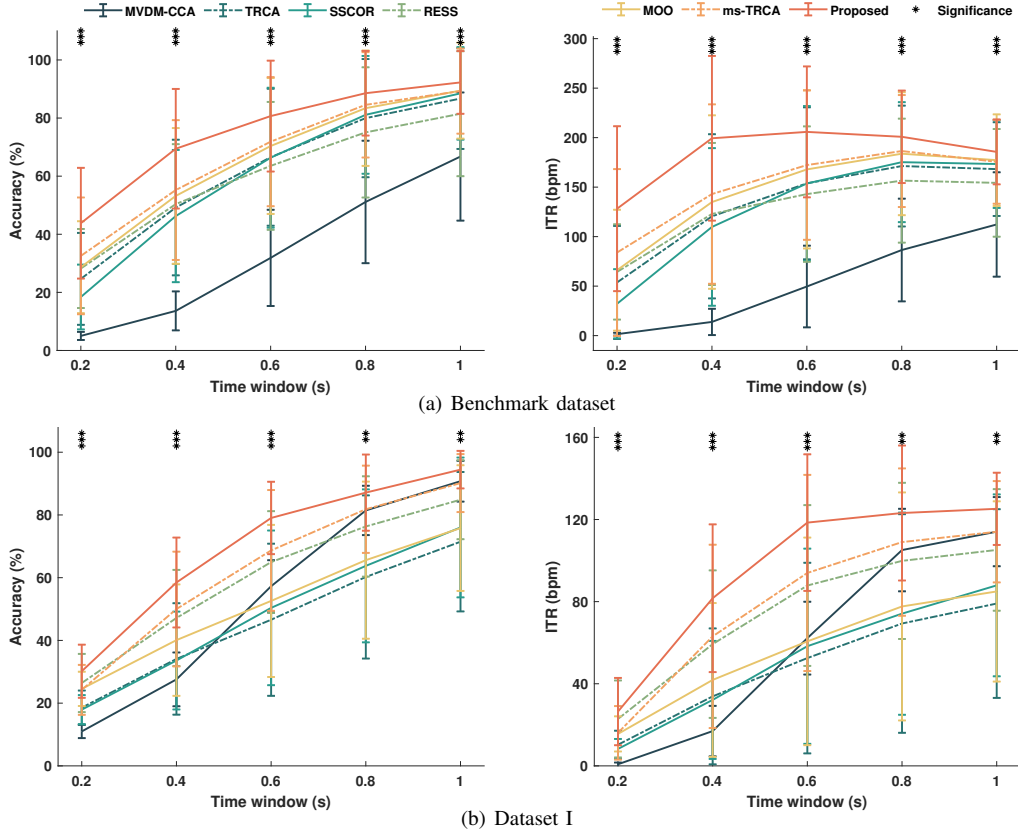 MVDM-CCA TRCA SSCOR RESS MOO ms-TRCA Proposed Significance
Accuracy (%)
100
80
60
40
20
0
0.2 0.4 0.6 0.8 1
Time window (s)
ITR (bpm)
300
250
200
150
100
50
0
0.2 0.4 0.6 0.8 1
Time window (s)
(a) Benchmark dataset
Accuracy (%)
100
80
60
40
20
0
0.2 0.4 0.6 0.8 1
Time window (s)
ITR (bpm)
160
120
80
40
0
0.2 0.4 0.6 0.8 1
Time window (s)
(b) Dataset I